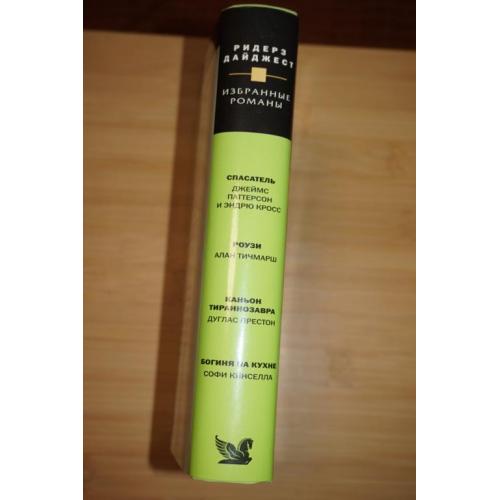 РИДЕРЗ
ДАЙДЖЕСТ
ИЗБРАННЫЕ
РОМАНЫ
СПАСАТЕЛЬ
ДЖЕЙМС
ПАТТЕРСОН
И ЭНДРЮ КРОСС
РОУЗИ
АЛАН ТИЧМАРШ
КАНЬОН
ТИРАННОЗАВРА
ДУГЛАС ПРЕСТОН
БОГИНЯ НА КУХНЕ
СОФИ КИНСЕЛЛА